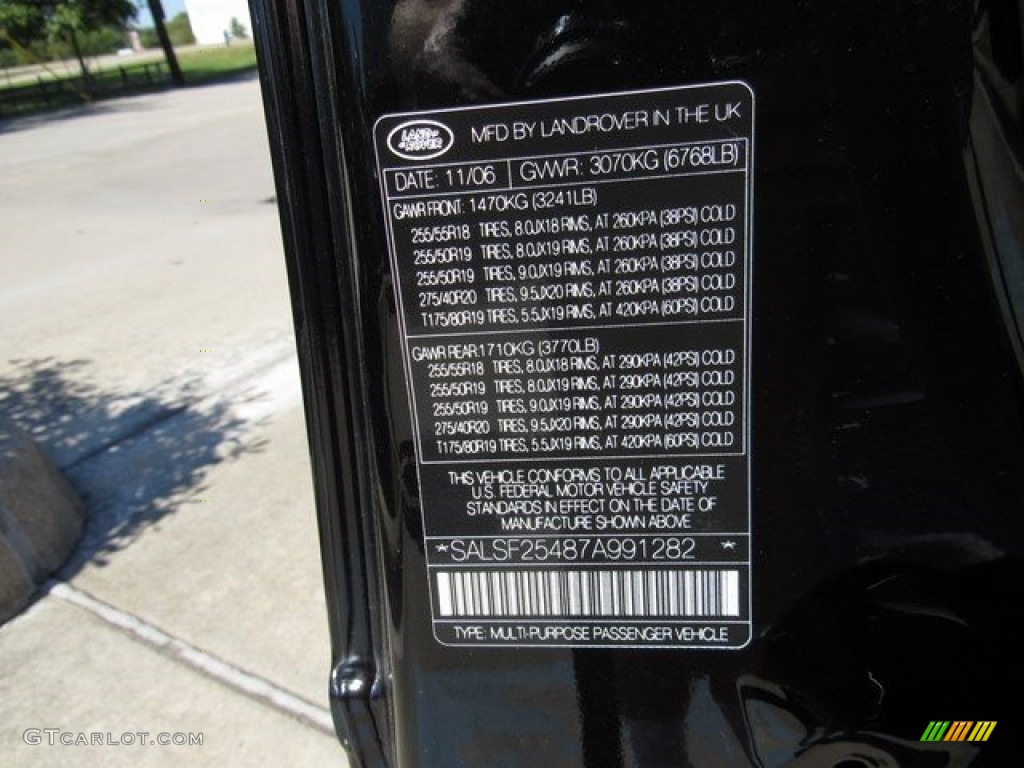 LAND ROVER
MFD BY LANDROVER IN THE UK
DATE: 11/06 GVWR: 3070KG (6768LB)
GAWR FRONT: 1470KG (3241LB)
255/55R18 TIRES, 8.0JX18 RIMS, AT 260KPA (38PSI) COLD
255/50R19 TIRES, 8.0JX19 RIMS, AT 260KPA (38PSI) COLD
255/50R19 TIRES, 9.0JX19 RIMS, AT 260KPA (38PSI) COLD
275/40R20 TIRES, 9.5JX20 RIMS, AT 260KPA (38PSI) COLD
T175/80R19 TIRES, 5.5JX19 RIMS, AT 420KPA (60PSI) COLD
GAWR REAR:1710KG (3770LB)
255/55R18 TIRES, 8.0JX18 RIMS, AT 290KPA (42PSI) COLD
255/50R19 TIRES, 8.0JX19 RIMS, AT 290KPA (42PSI) COLD
255/50R19 TIRES, 9.0JX19 RIMS, AT 290KPA (42PSI) COLD
275/40R20 TIRES, 9.5JX20 RIMS, AT 290KPA (42PSI) COLD
T175/80R19 TIRES, 5.5JX19 RIMS, AT 420KPA (60PSI) COLD
THIS VEHICLE CONFORMS TO ALL APPLICABLE
U.S. FEDERAL MOTOR VEHICLE SAFETY
STANDARDS IN EFFECT ON THE DATE OF
MANUFACTURE SHOWN ABOVE
*SALSF25487A991282 *
TYPE: MULTI-PURPOSE PASSENGER VEHICLE
GTCARLOT.COM